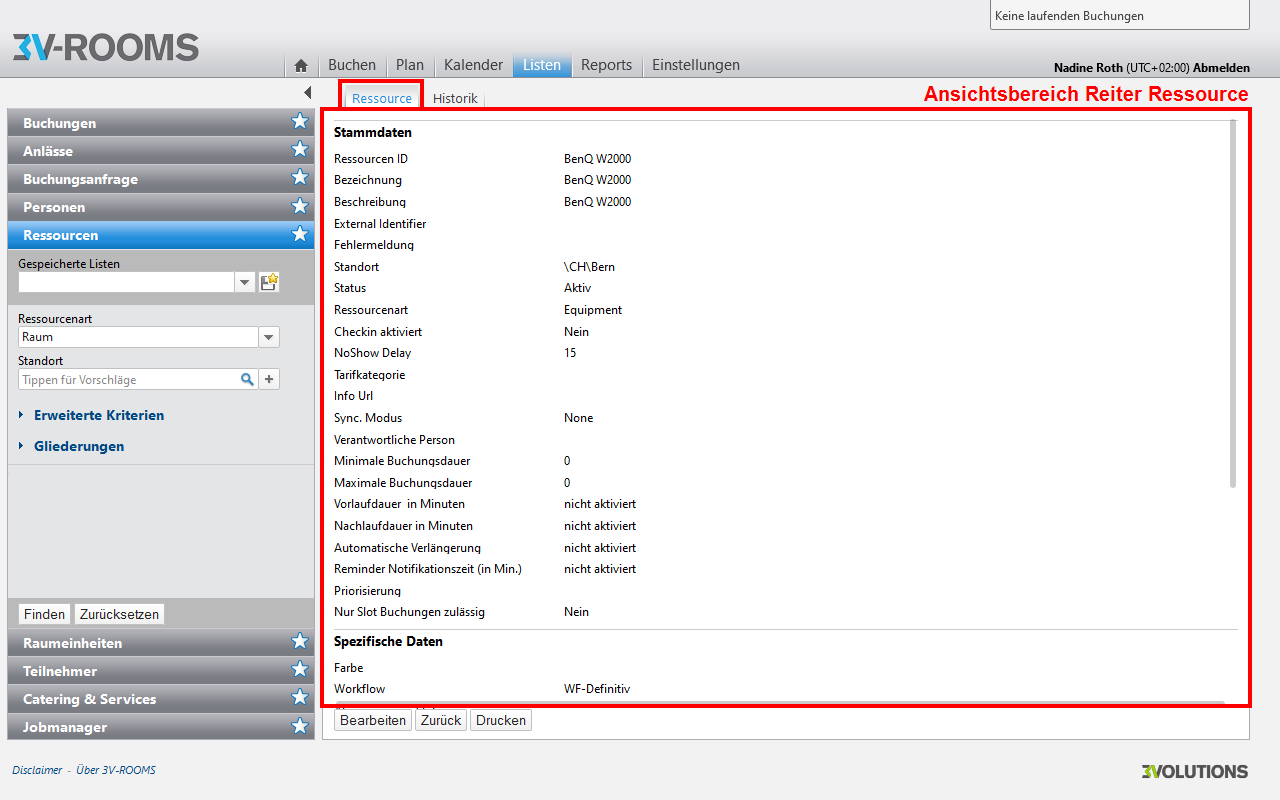 Keine laufenden Buchungen
3V-ROOMS
Buchen Plan Kalender Listen Reports Einstellungen
Nadine Roth (UTC+02:00) Abmelden
Ressource Historik
Ansichtsbereich Reiter Ressource
Buchungen
Anlässe
Buchungsanfrage
Personen
Ressourcen
Gespeicherte Listen
Ressourcenart
Raum
Standort
Tippen für Vorschläge
Erweiterte Kriterien
Gliederungen
Finden Zurücksetzen
Raumeinheiten
Teilnehmer
Catering & Services
Jobmanager
Stammdaten
Ressourcen ID BenQ W2000
Bezeichnung BenQ W2000
Beschreibung BenQ W2000
External Identifier
Fehlermeldung
Standort \CH\Bern
Status Aktiv
Ressourcenart Equipment
Checkin aktiviert Nein
NoShow Delay 15
Tarifkategorie
Info Url
Sync. Modus None
Verantwortliche Person
Minimale Buchungsdauer 0
Maximale Buchungsdauer 0
Vorlaufdauer in Minuten nicht aktiviert
Nachlaufdauer in Minuten nicht aktiviert
Automatische Verlängerung nicht aktiviert
Reminder Notifikationszeit (in Min.) nicht aktiviert
Priorisierung
Nur Slot Buchungen zulässig Nein
Spezifische Daten
Farbe
Workflow WF-Definitiv
Bearbeiten Zurück Drucken
Disclaimer - Über 3V-ROOMS
3VOLUTIONS